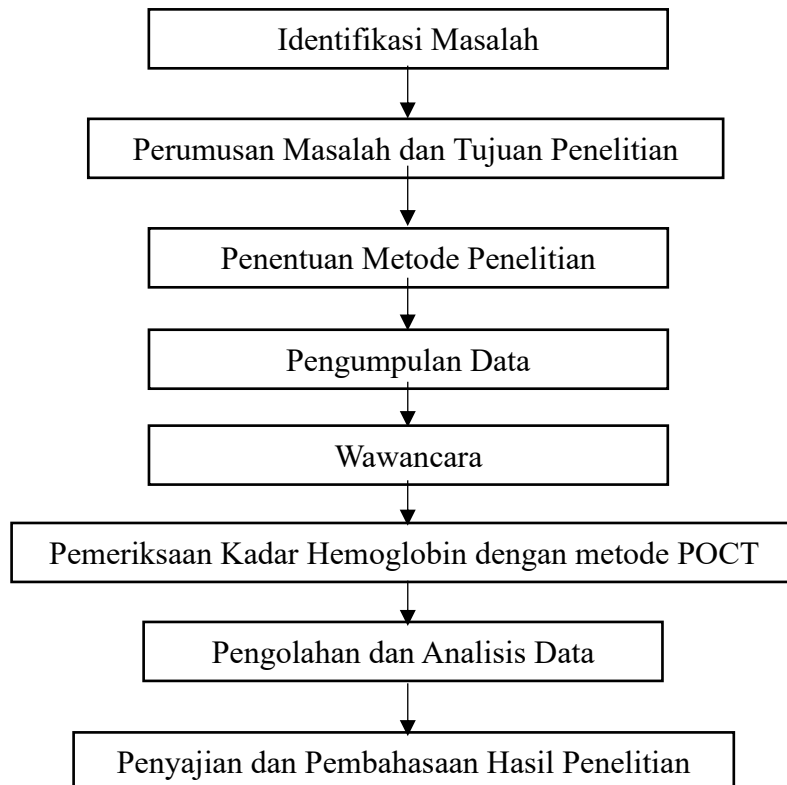 Identifikasi Masalah
Perumusan Masalah dan Tujuan Penelitian
Penentuan Metode Penelitian
Pengumpulan Data
Wawancara
Pemeriksaan Kadar Hemoglobin dengan metode POCT
Pengolahan dan Analisis Data
Penyajian dan Pembahasaan Hasil Penelitian